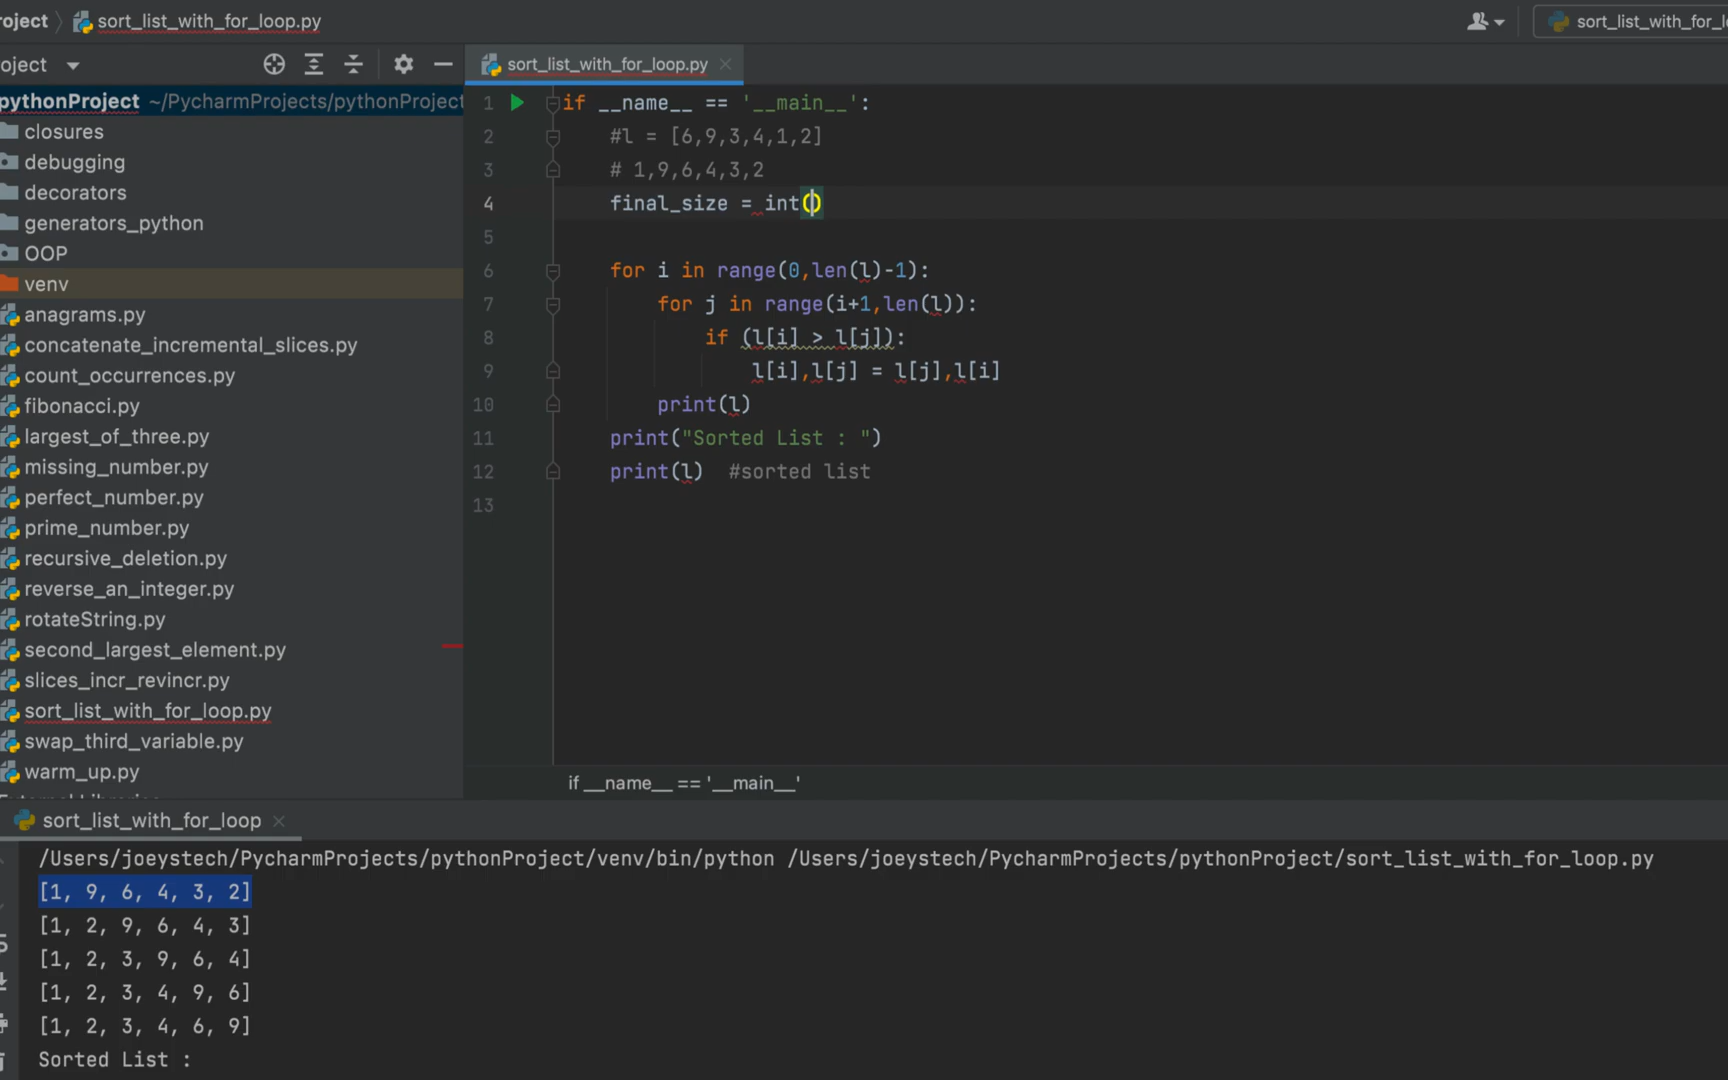 roject sort_list_with_for_loop.py sort_list_with_for_lo
oject
sort_list_with_for_loop.py
pythonProject ~/PycharmProjects/pythonProject
closures
debugging
decorators
generators_python
OOP
venv
anagrams.py
concatenate_incremental_slices.py
count_occurrences.py
fibonacci.py
largest_of_three.py
missing_number.py
perfect_number.py
prime_number.py
recursive_deletion.py
reverse_an_integer.py
rotateString.py
second_largest_element.py
slices_incr_revincr.py
sort_list_with_for_loop.py
swap_third_variable.py
warm_up.py
1 if __name__ == '__main__':
2 #l = [6,9,3,4,1,2]
3 # 1,9,6,4,3,2
4 final_size = int()
5
6 for i in range(0,len(l)-1):
7 for j in range(i+1,len(l)):
8 if (l[i] > l[j]):
9 l[i],l[j] = l[j],l[i]
10 print(l)
11 print("Sorted List : ")
12 print(l)  #sorted list
13
if __name__ == '__main__'
sort_list_with_for_loop
/Users/joeystech/PycharmProjects/pythonProject/venv/bin/python /Users/joeystech/PycharmProjects/pythonProject/sort_list_with_for_loop.py
[1, 9, 6, 4, 3, 2]
[1, 2, 9, 6, 4, 3]
[1, 2, 3, 9, 6, 4]
[1, 2, 3, 4, 9, 6]
[1, 2, 3, 4, 6, 9]
Sorted List :